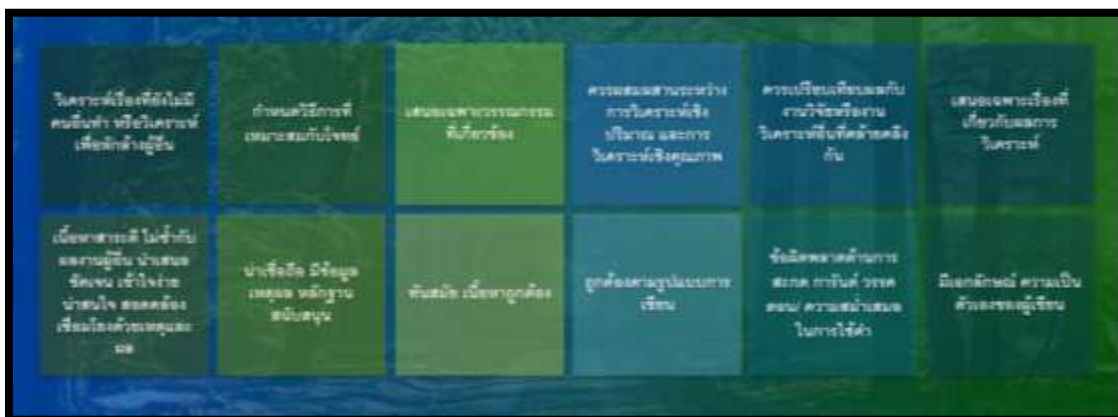 วิเคราะห์เรื่องที่ยังไม่มี
คนอื่นทำ หรือวิเคราะห์
เพื่อหักล้างผู้อื่น
กำหนดวิธีการที่
เหมาะสมกับโจทย์
เสนอเฉพาะวรรณกรรม
ที่เกี่ยวข้อง
ควรผสมผสานระหว่าง
การวิเคราะห์เชิง
ปริมาณ และการ
วิเคราะห์เชิงคุณภาพ
ควรเปรียบเทียบผลกับ
งานวิจัยหรืองาน
วิเคราะห์อื่นที่คล้ายคลึง
กัน
เสนอเฉพาะเรื่องที่
เกี่ยวกับผลการ
วิเคราะห์
เนื้อหาสาระดี ไม่ซ้ำกับ
ผลงานผู้อื่น นำเสนอ
ชัดเจน เข้าใจง่าย
น่าสนใจ สอดคล้อง
เชื่อมโยงด้วยเหตุและ
ผล
น่าเชื่อถือ มีข้อมูล
เหตุผล หลักฐาน
สนับสนุน
ทันสมัย เนื้อหาถูกต้อง
ถูกต้องตามรูปแบบการ
เขียน
ข้อผิดพลาดด้านการ
สะกด การันต์ วรรค
ตอน/ ความสม่ำเสมอ
ในการใช้คำ
มีเอกลักษณ์ ความเป็น
ตัวเองของผู้เขียน